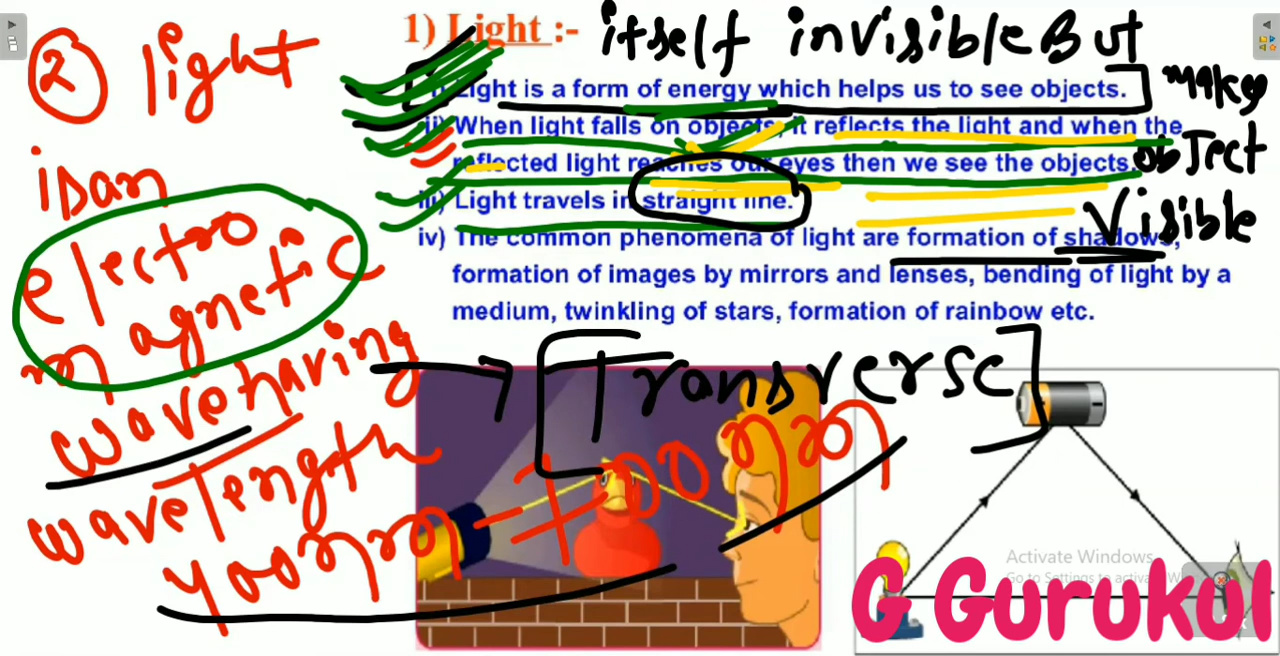 1) Light :-
itself invisible But
makes
object
Visible
i) Light is a form of energy which helps us to see objects.
ii) When light falls on objects, it reflects the light and when the
reflected light reaches our eyes then we see the objects.
iii) Light travels in straight line.
iv) The common phenomena of light are formation of shadows,
formation of images by mirrors and lenses, bending of light by a
medium, twinkling of stars, formation of rainbow etc.
② light
is an
electro
magnetic
wave having
wavelength
400nm - 700nm
→ [Transverse]
Activate Windows
Go to Settings to activate
G Gurukul